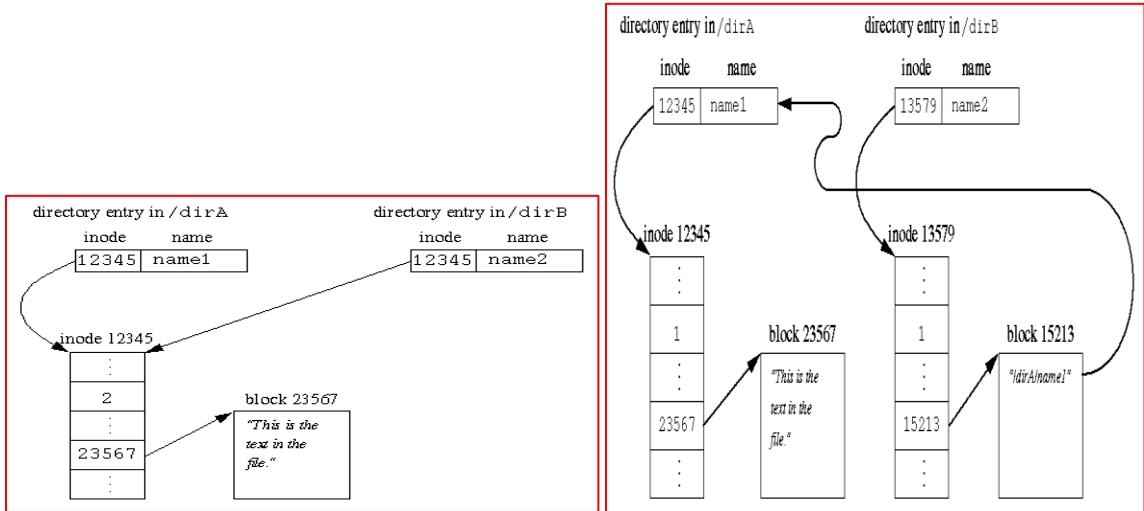 directory entry in /dirA directory entry in /dirB
inode name inode name
12345 name1 12345 name2
inode 12345
2
block 23567
"This is the
text in the
file."
23567
directory entry in /dirA directory entry in /dirB
inode name inode name
12345 name1 13579 name2
inode 12345 inode 13579
1 1
block 23567 block 15213
"This is the
text in the
file."
"/dirA/name1"
23567 15213